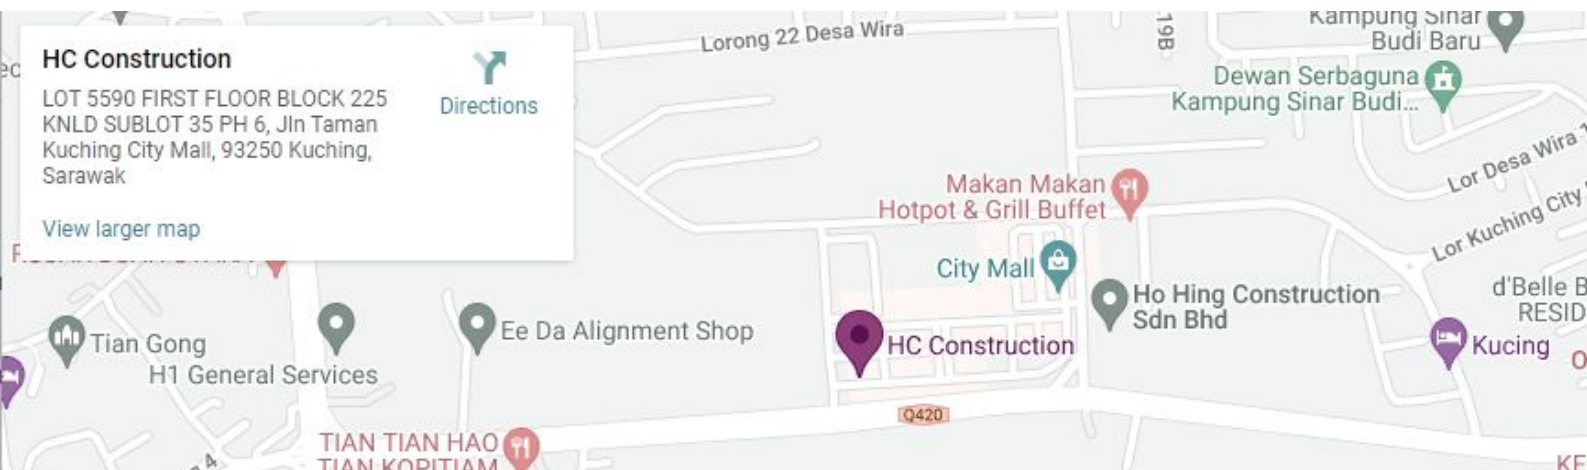 HC Construction
LOT 5590 FIRST FLOOR BLOCK 225
KNLD SUBLOT 35 PH 6, Jln Taman
Kuching City Mall, 93250 Kuching,
Sarawak
Directions
View larger map
Lorong 22 Desa Wira
19B
Kampung Sinar
Budi Baru
Dewan Serbaguna
Kampung Sinar Budi...
Lor Desa Wira 1
Lor Kuching City
Makan Makan
Hotpot & Grill Buffet
City Mall
Ho Hing Construction
Sdn Bhd
d'Belle B
RESID
Tian Gong
H1 General Services
Ee Da Alignment Shop
HC Construction
Kucing
Q420
TIAN TIAN HAO
TIAN KOPITIAM
4
KE